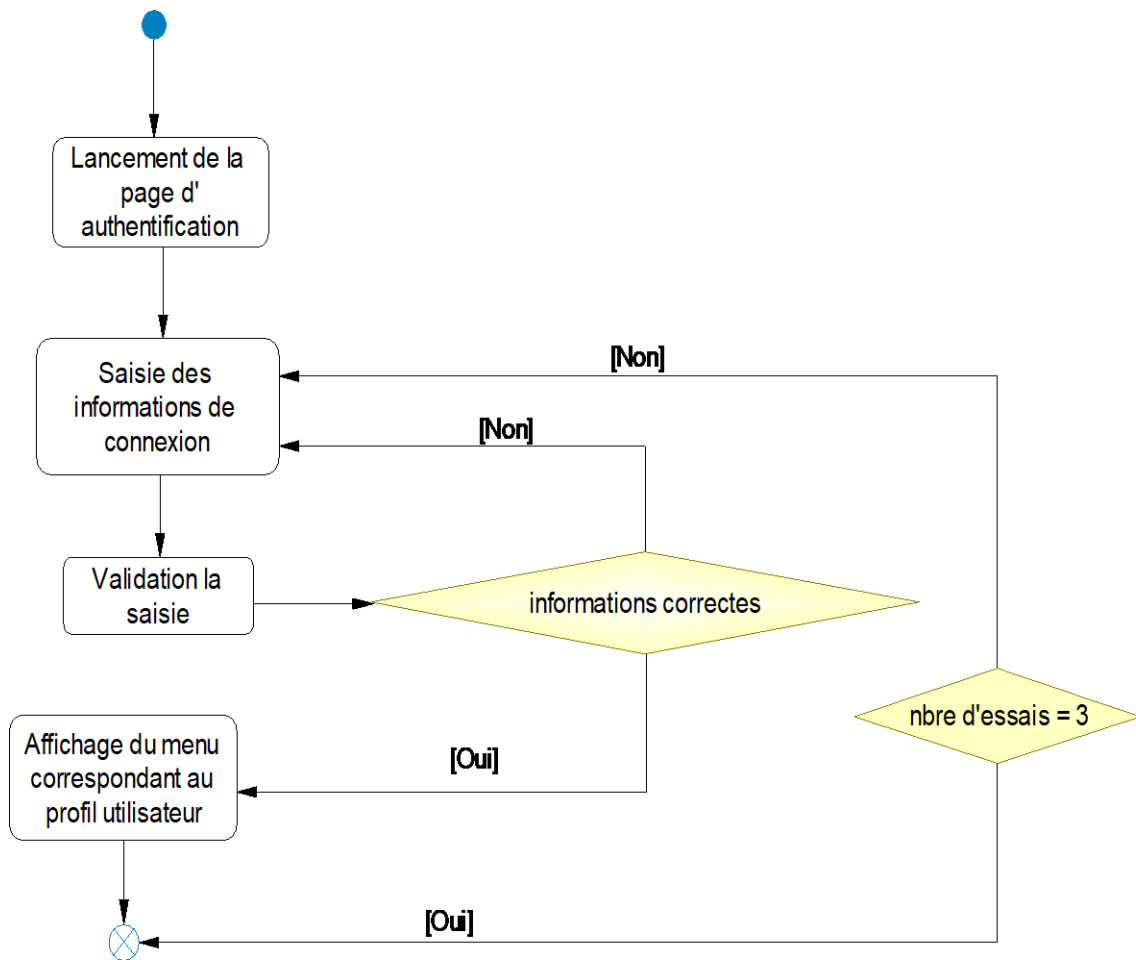 Lancement de la
page d'
authentification
[Non]
Saisie des
informations de
connexion
[Non]
Validation la
saisie
informations correctes
nbre d'essais = 3
Affichage du menu
correspondant au
profil utilisateur
[Oui]
[Oui]